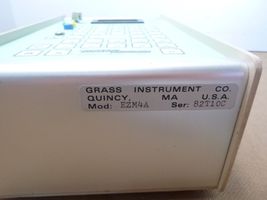 GRASS INSTRUMENT CO.
QUINCY, MA U.S.A.
Mod: EZM4A Ser: 82T10C